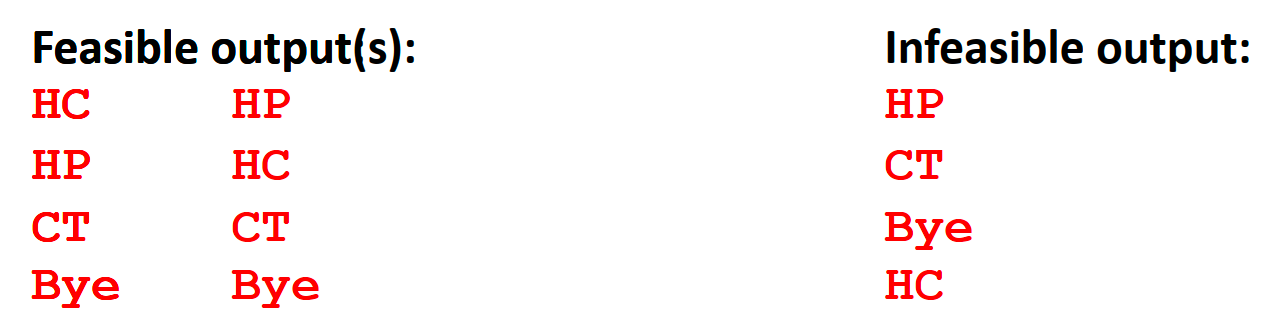 Feasible output(s): Infeasible output:
HC HP HP
HP HC CT
CT CT Bye
Bye Bye HC